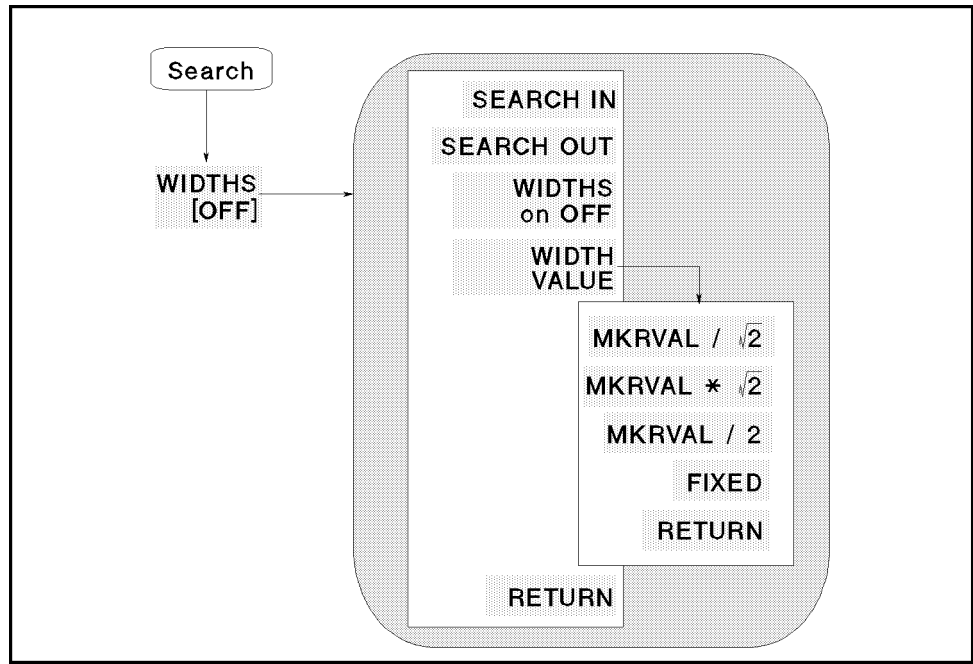 Search
WIDTHS
[OFF]
SEARCH IN
SEARCH OUT
WIDTHS
on OFF
WIDTH
VALUE
MKRVAL / √2
MKRVAL * √2
MKRVAL / 2
FIXED
RETURN
RETURN